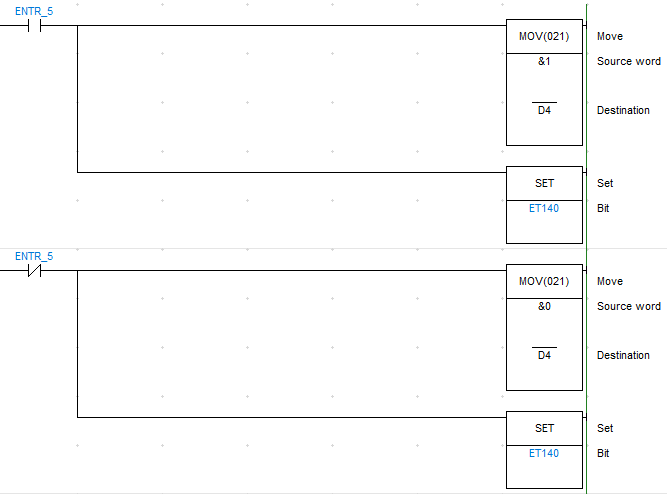 ENTR_5
MOV(021) Move
&1 Source word
D4 Destination
SET Set
ET140 Bit
ENTR_5
MOV(021) Move
&0 Source word
D4 Destination
SET Set
ET140 Bit